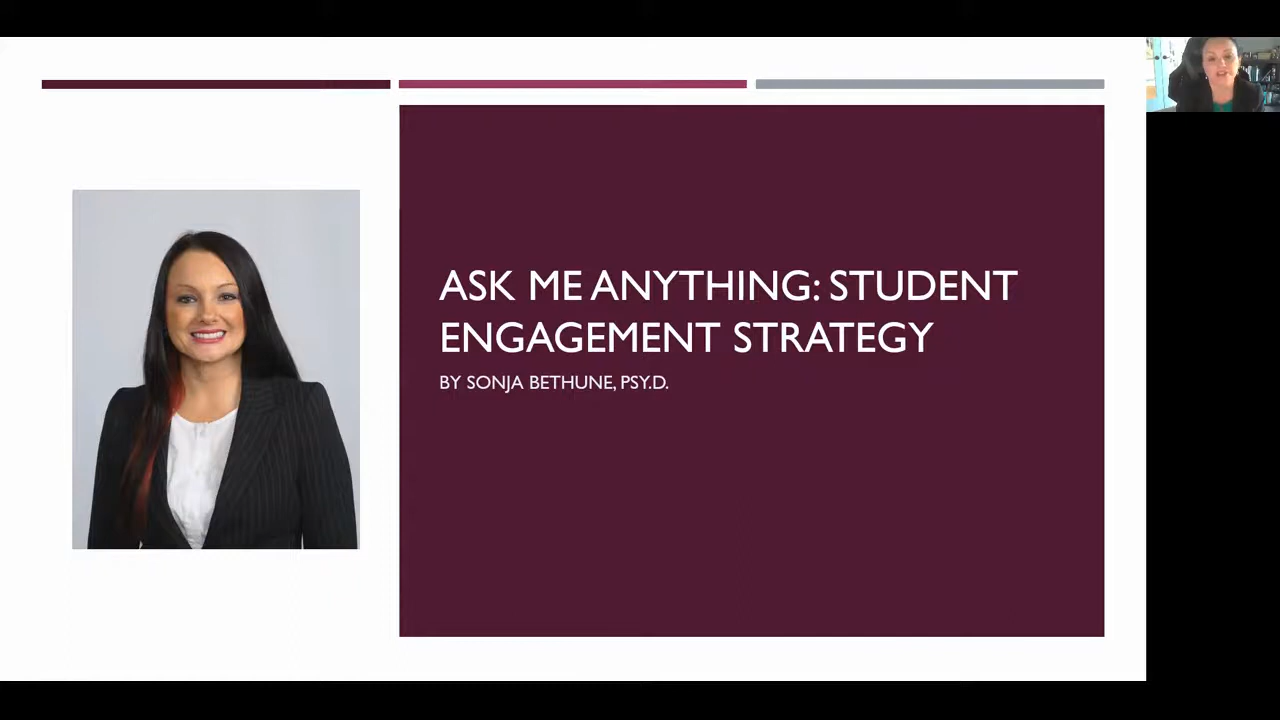 ASK ME ANYTHING: STUDENT
ENGAGEMENT STRATEGY
BY SONJA BETHUNE, PSY.D.